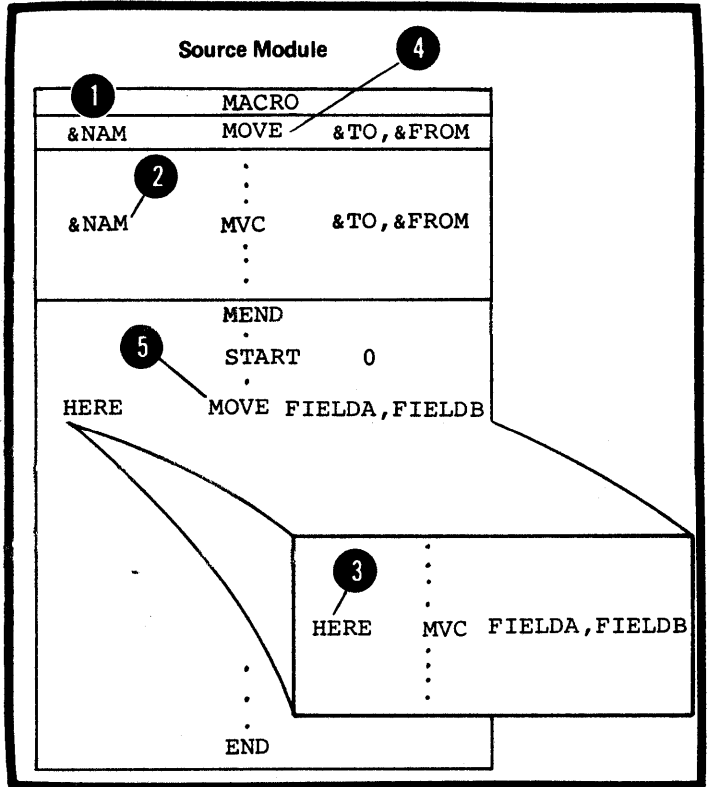 Source Module
4
1
MACRO
&NAM MOVE &TO,&FROM
2
&NAM MVC &TO,&FROM
MEND
5
START 0
HERE MOVE FIELDA,FIELDB
3
HERE MVC FIELDA,FIELDB
END